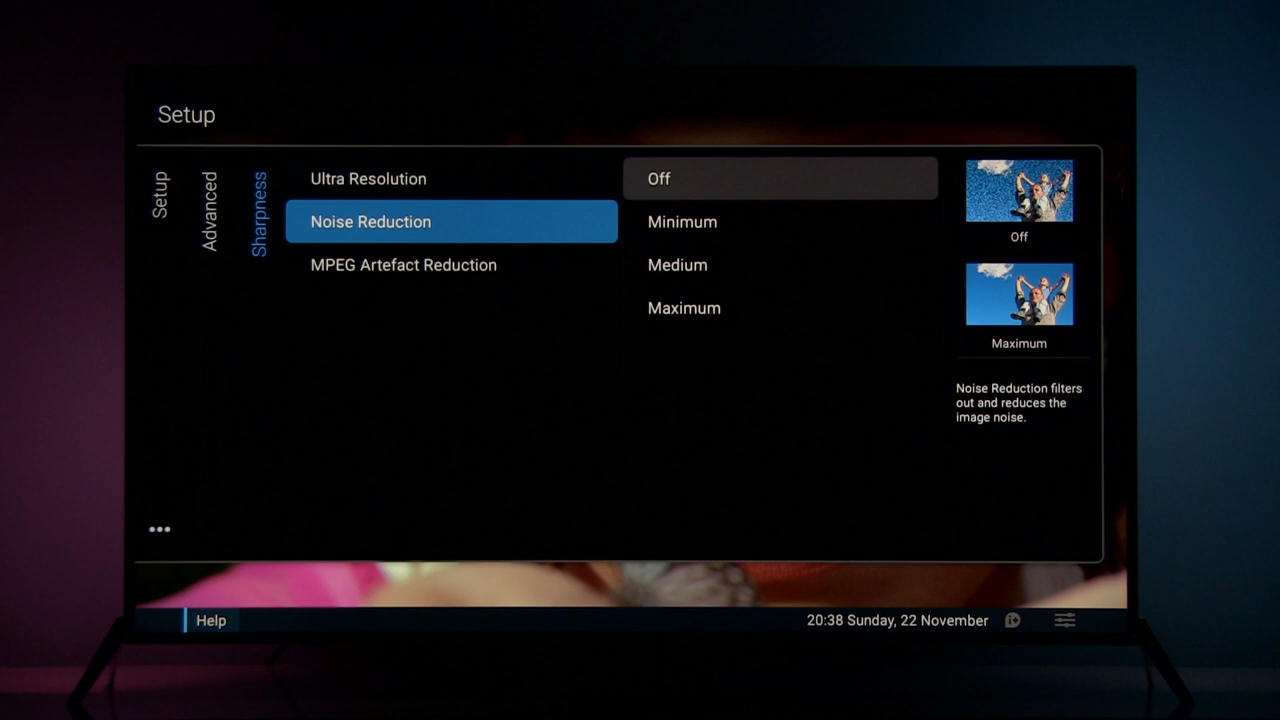 Setup
Setup
Advanced
Sharpness
Ultra Resolution
Noise Reduction
MPEG Artefact Reduction
Off
Minimum
Medium
Maximum
Off
Maximum
Noise Reduction filters
out and reduces the
image noise.
Help
20:38 Sunday, 22 November